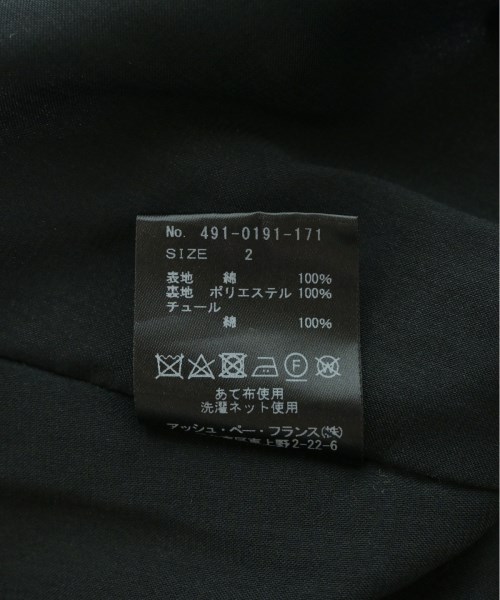 No. 491-0191-171
SIZE 2
表地 綿 100%
裏地 ポリエステル 100%
チュール
綿 100%
F W
あて布使用
洗濯ネット使用
アッシュ・ペー・フランス(株)
区東上野2-22-6